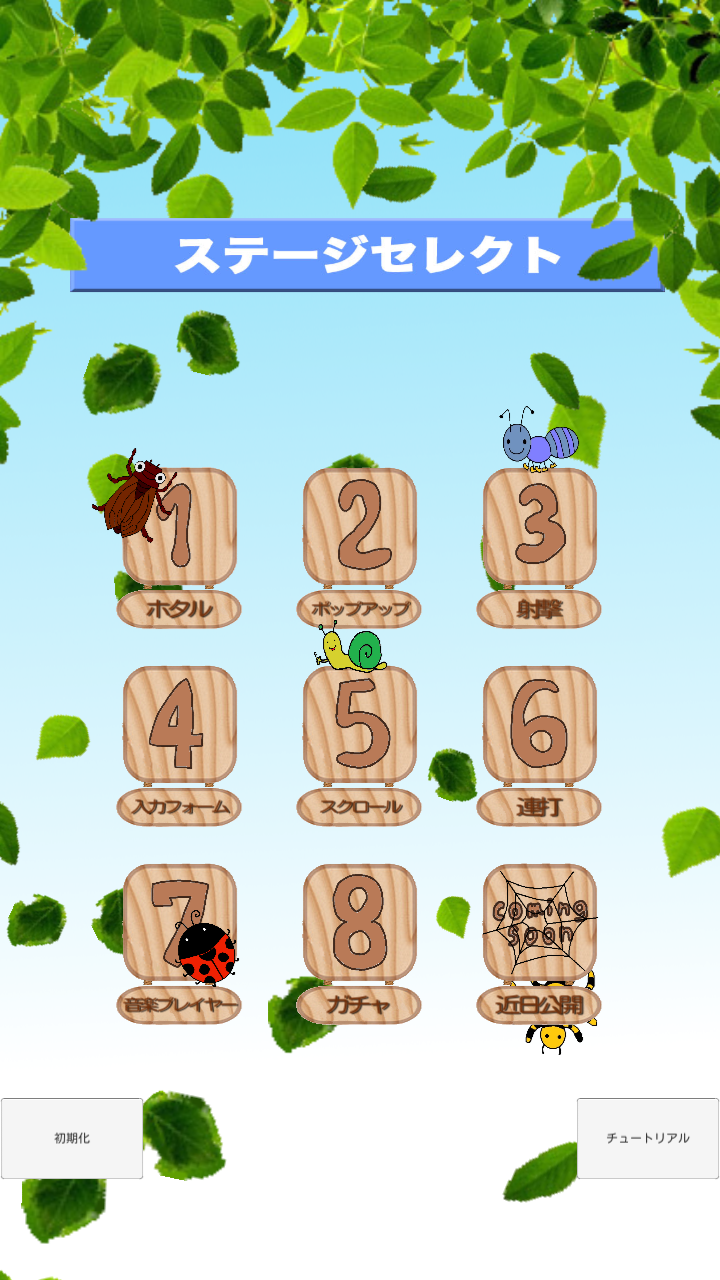 ステージセレクト
1
2
3
ホタル
ポップアップ
射撃
4
5
6
入力フォーム
スクロール
連打
7
8
coming
soon
音楽プレイヤー
ガチャ
近日公開
初期化
チュートリアル